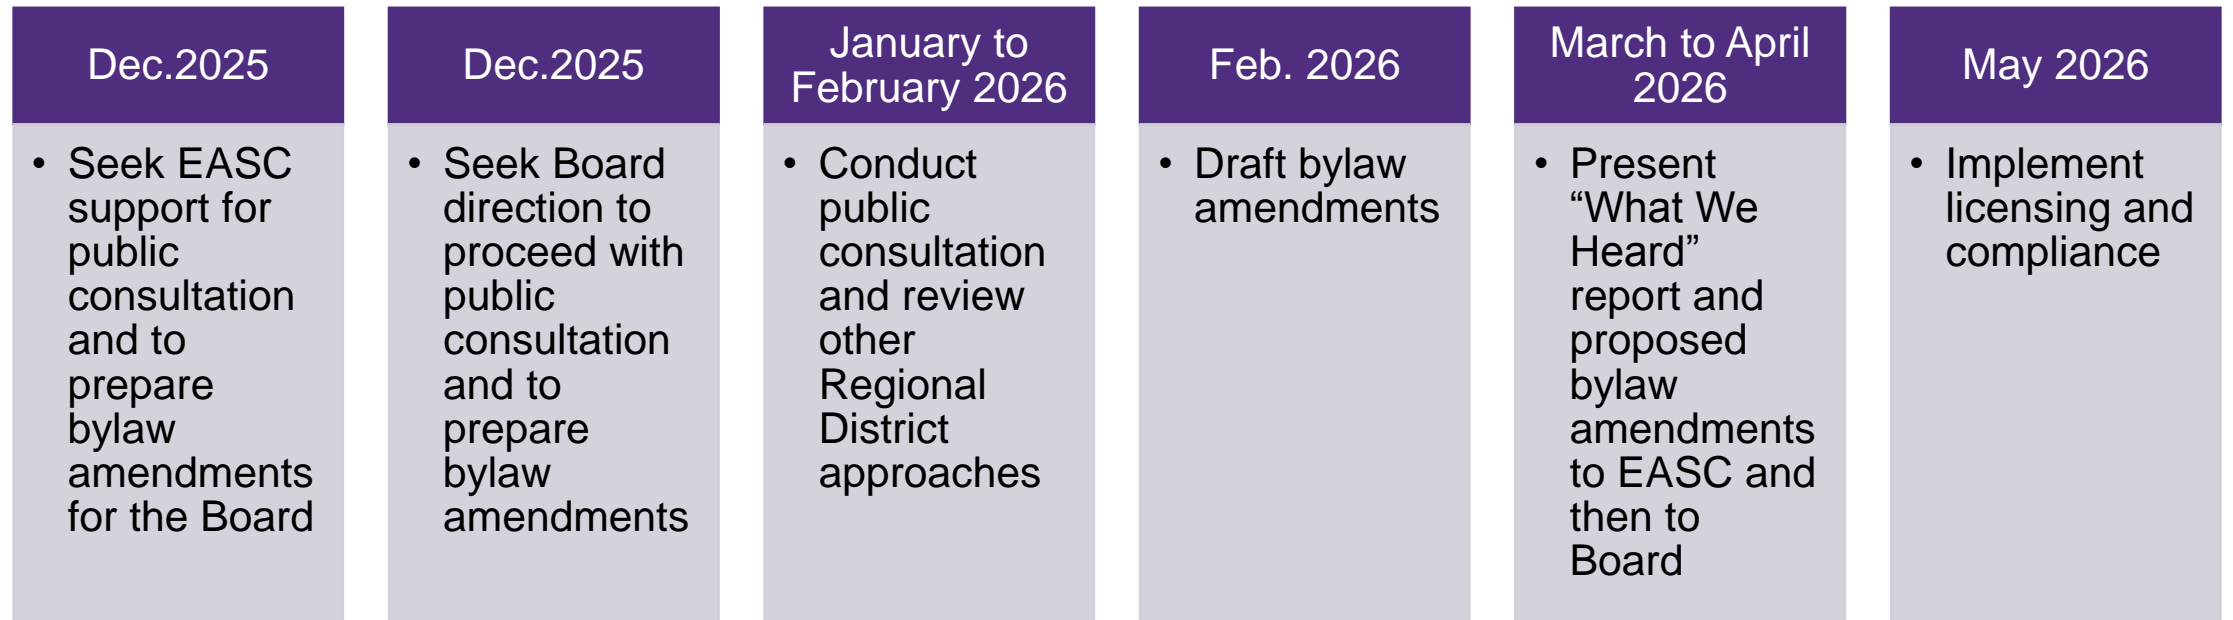 Dec.2025
• Seek EASC
support for
public
consultation
and to
prepare
bylaw
amendments
for the Board
Dec.2025
• Seek Board
direction to
proceed with
public
consultation
and to
prepare
bylaw
amendments
January to
February 2026
• Conduct
public
consultation
and review
other
Regional
District
approaches
Feb. 2026
• Draft bylaw
amendments
March to April
2026
• Present
“What We
Heard”
report and
proposed
bylaw
amendments
to EASC and
then to
Board
May 2026
• Implement
licensing and
compliance